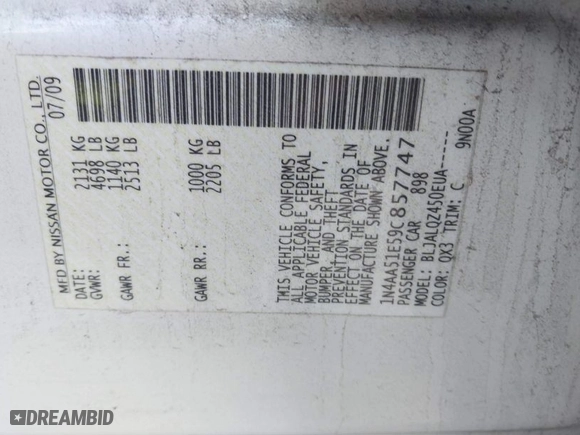 MFD BY NISSAN MOTOR CO., LTD.
DATE: 07/09
GVWR: 2131 KG
4698 LB
GAWR FR.: 1140 KG
2513 LB
GAWR RR.: 1000 KG
2205 LB
THIS VEHICLE CONFORMS TO
ALL APPLICABLE FEDERAL
MOTOR VEHICLE SAFETY,
BUMPER, AND THEFT
PREVENTION STANDARDS IN
EFFECT ON THE DATE OF
MANUFACTURE SHOWN ABOVE.
1N4AA51E59C857747
PASSENGER CAR 898
MODEL: BLJALQZ450EUA------
COLOR: QX3 TRIM: C 9N00A
DREAMBID